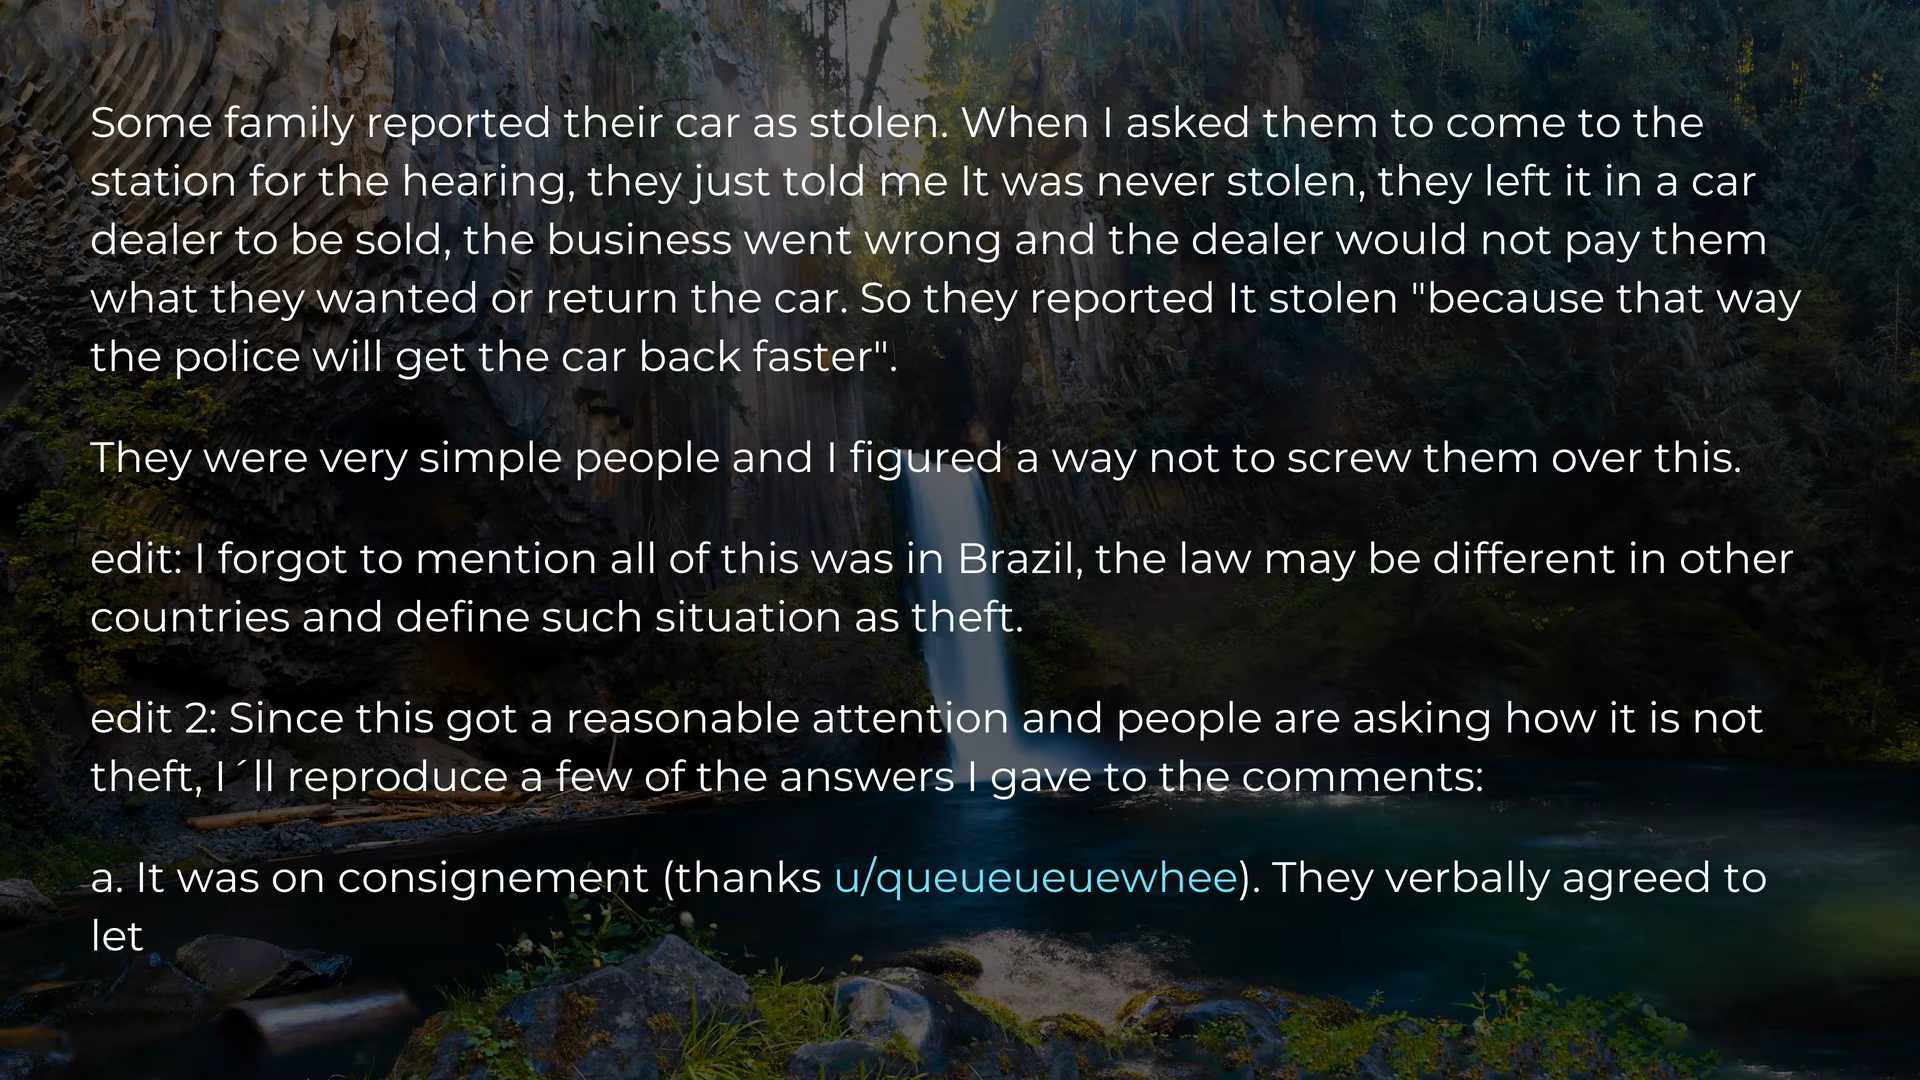 Some family reported their car as stolen. When I asked them to come to the
station for the hearing, they just told me It was never stolen, they left it in a car
dealer to be sold, the business went wrong and the dealer would not pay them
what they wanted or return the car. So they reported It stolen "because that way
the police will get the car back faster".
They were very simple people and I figured a way not to screw them over this.
edit: I forgot to mention all of this was in Brazil, the law may be different in other
countries and define such situation as theft.
edit 2: Since this got a reasonable attention and people are asking how it is not
theft, I´ll reproduce a few of the answers I gave to the comments:
a. It was on consignement (thanks u/queueueuewhee). They verbally agreed to
let